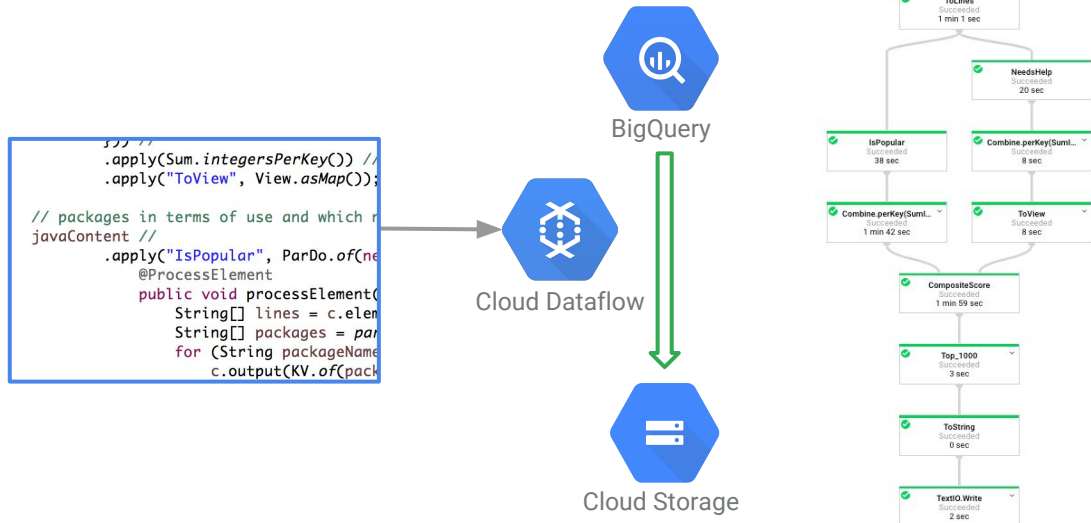 })) //
.apply(Sum.integersPerKey()) //
.apply("ToView", View.asMap());
// packages in terms of use and which
javaContent //
.apply("IsPopular", ParDo.of(ne
@ProcessElement
public void processElement(
String[] lines = c.elem
String[] packages = par
for (String packageName
c.output(KV.of(pack
Cloud Dataflow
BigQuery
Cloud Storage
ToLines
Succeeded
1 min 1 sec
NeedsHelp
Succeeded
20 sec
IsPopular
Succeeded
38 sec
Combine.perKey(SumI...
Succeeded
8 sec
Combine.perKey(SumI...
Succeeded
1 min 42 sec
ToView
Succeeded
8 sec
CompositeScore
Succeeded
1 min 59 sec
Top_1000
Succeeded
3 sec
ToString
Succeeded
0 sec
TextIO.Write
Succeeded
2 sec